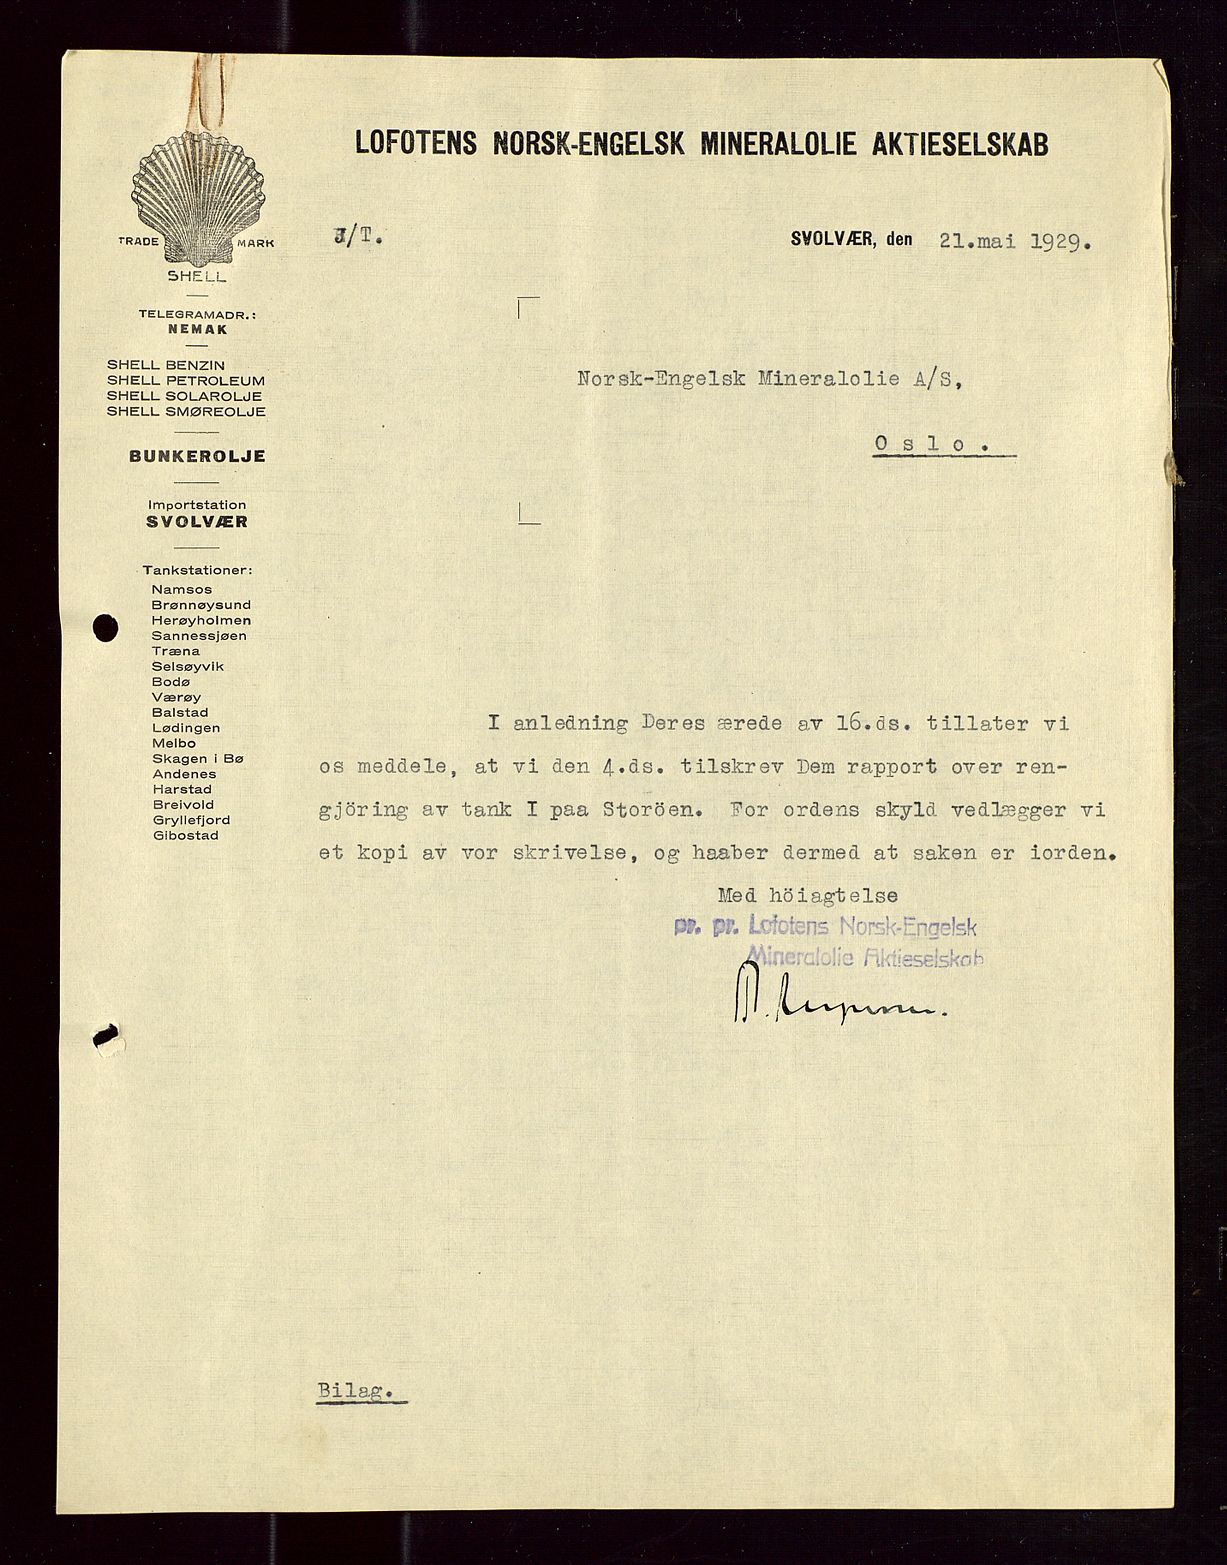 LOFOTENS NORSK-ENGELSK MINERALOLIE AKTIESELSKAB
TRADE MARK
SHELL
J/T.
SVOLVÆR, den 21.mai 1929.
TELEGRAMADR.:
NEMAK
SHELL BENZIN
SHELL PETROLEUM
SHELL SOLAROLJE
SHELL SMØREOLJE
BUNKEROLJE
Importstation
SVOLVÆR
Tankstationer:
Namsos
Brønnøysund
Herøyholmen
Sannessjøen
Træna
Selsøyvik
Bodø
Værøy
Balstad
Lødingen
Melbo
Skagen i Bø
Andenes
Harstad
Breivold
Gryllefjord
Gibostad
Norsk-Engelsk Mineralolie A/S,
Oslo.
I anledning Deres ærede av 16.ds. tillater vi
os meddele, at vi den 4.ds. tilskrev Dem rapport over ren-
gjöring av tank I paa Storöen. For ordens skyld vedlægger vi
et kopi av vor skrivelse, og haaber dermed at saken er iorden.
Med höiagtelse
pr. pr. Lofotens Norsk-Engelsk
Mineralolie Aktieselskab
Bilag.